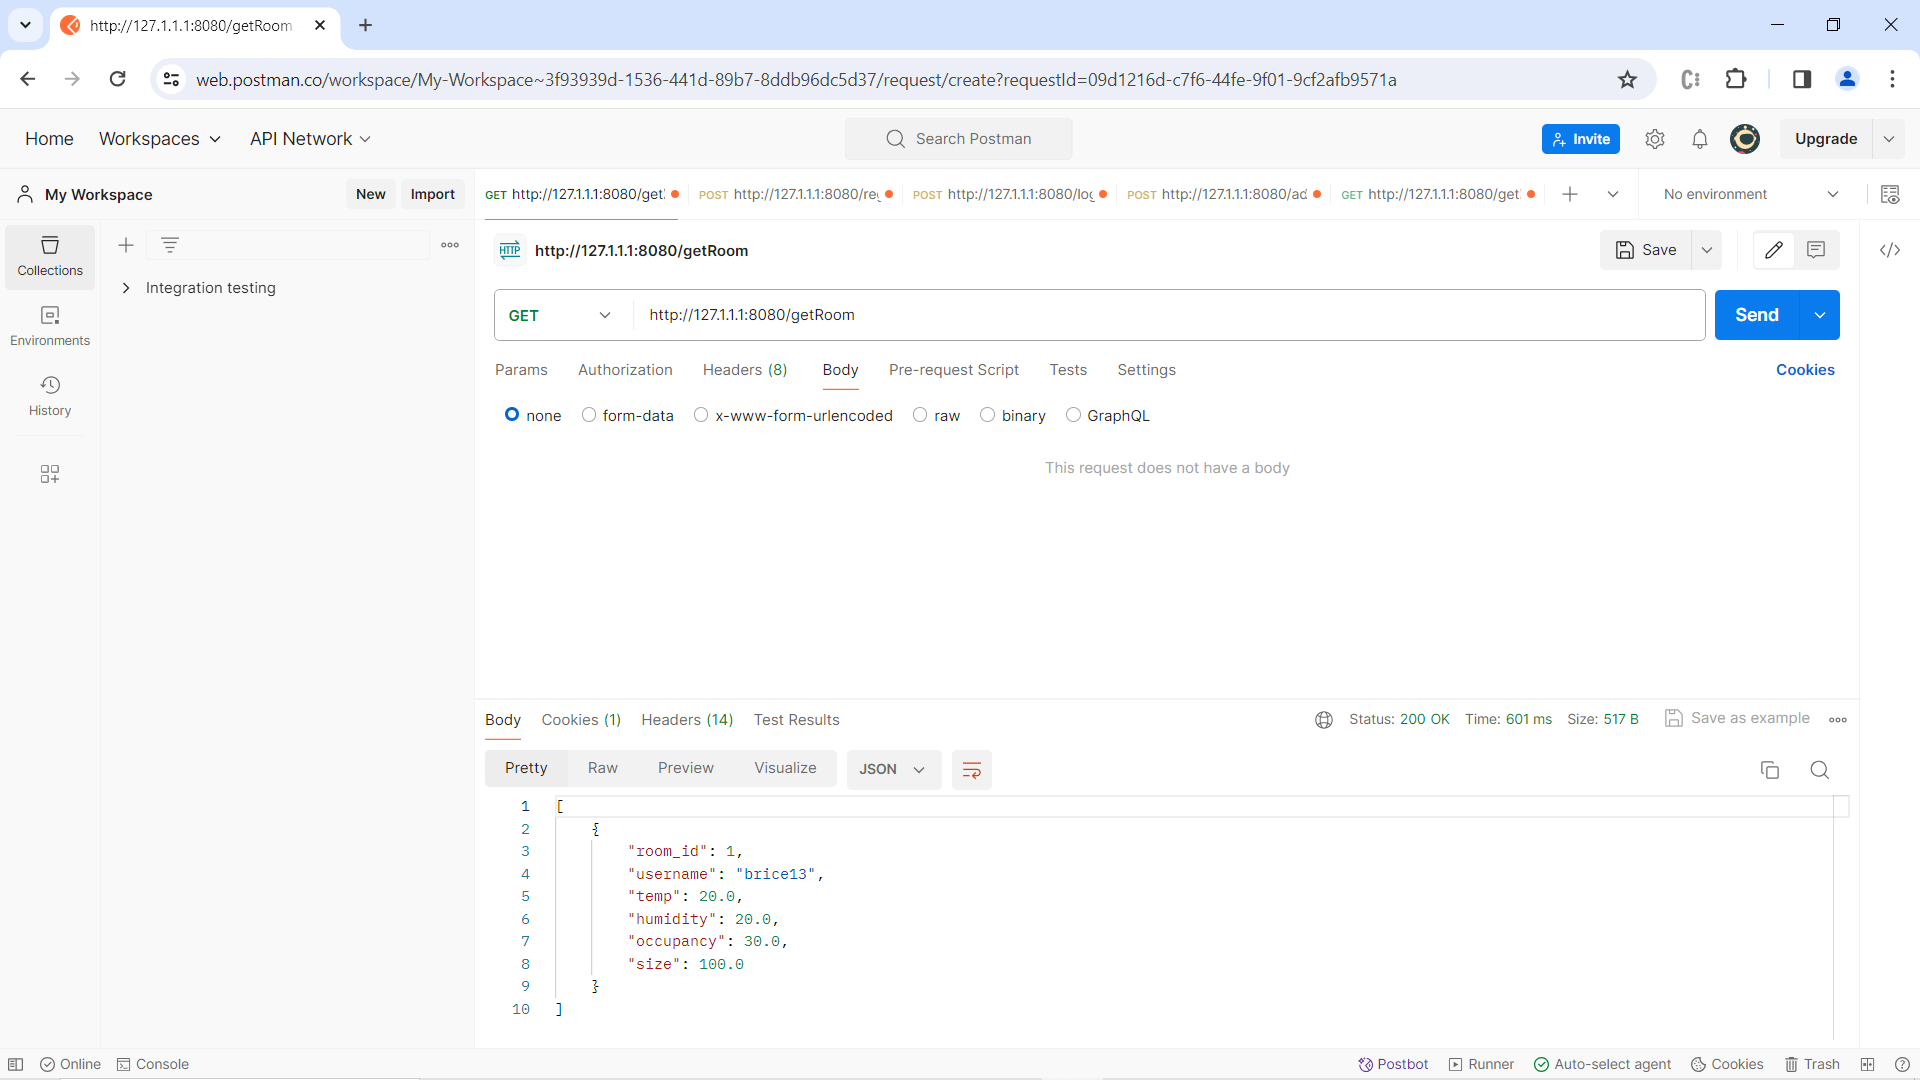 http://127.1.1.1:8080/getRoom
web.postman.co/workspace/My-Workspace~3f93939d-1536-441d-89b7-8ddb96dc5d37/request/create?requestId=09d1216d-c7f6-44fe-9f01-9cf2afb9571a
Home Workspaces API Network Search Postman Invite Upgrade
My Workspace New Import GET http://127.1.1.1:8080/get POST http://127.1.1.1:8080/re POST http://127.1.1.1:8080/log POST http://127.1.1.1:8080/ad GET http://127.1.1.1:8080/get No environment
HTTP http://127.1.1.1:8080/getRoom Save
Collections
Integration testing
GET http://127.1.1.1:8080/getRoom Send
Environments
Params Authorization Headers (8) Body Pre-request Script Tests Settings Cookies
History
none form-data x-www-form-urlencoded raw binary GraphQL
This request does not have a body
Body Cookies (1) Headers (14) Test Results Status: 200 OK Time: 601 ms Size: 517 B Save as example
Pretty Raw Preview Visualize JSON
1 [
2 {
3 "room_id": 1,
4 "username": "brice13",
5 "temp": 20.0,
6 "humidity": 20.0,
7 "occupancy": 30.0,
8 "size": 100.0
9 }
10 ]
Online Console Postbot Runner Auto-select agent Cookies Trash